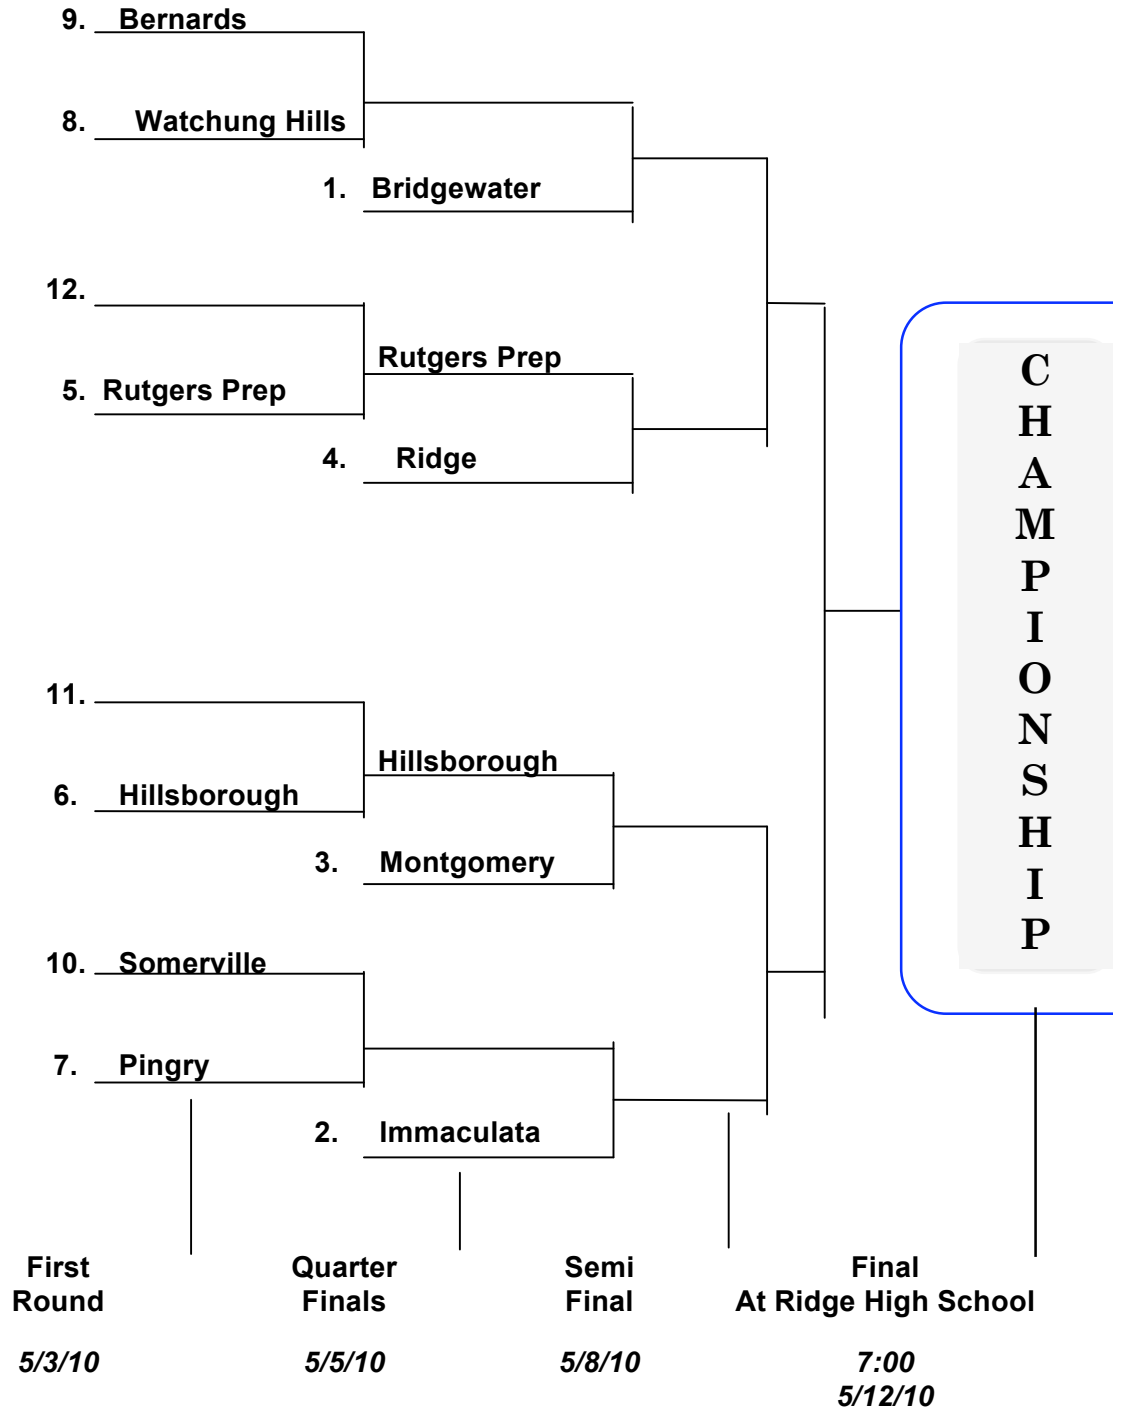 9. Bernards
8. Watchung Hills
1. Bridgewater
12.
Rutgers Prep
5. Rutgers Prep
4. Ridge
11.
Hillsborough
6. Hillsborough
3. Montgomery
10. Somerville
7. Pingry
2. Immaculata
C
H
A
M
P
I
O
N
S
H
I
P
First Quarter Semi Final
Round Finals Final At Ridge High School
5/3/10 5/5/10 5/8/10 7:00
5/12/10